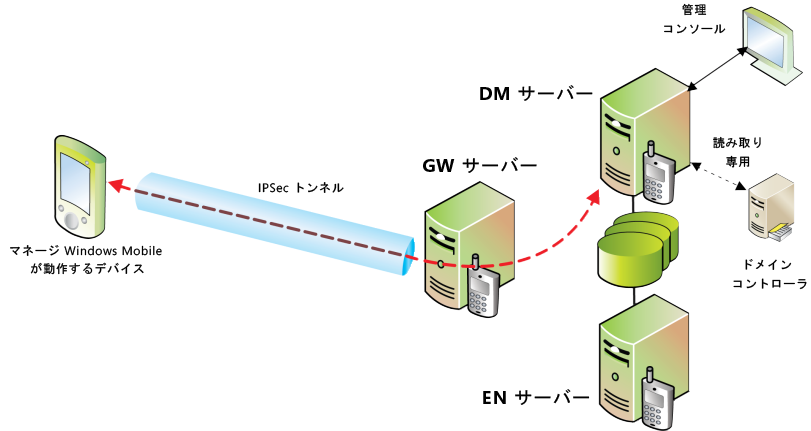 管理
コンソール
DM サーバー
読み取り
専用
GW サーバー
IPSec トンネル
マネージ Windows Mobile
が動作するデバイス
ドメイン
コントローラ
EN サーバー